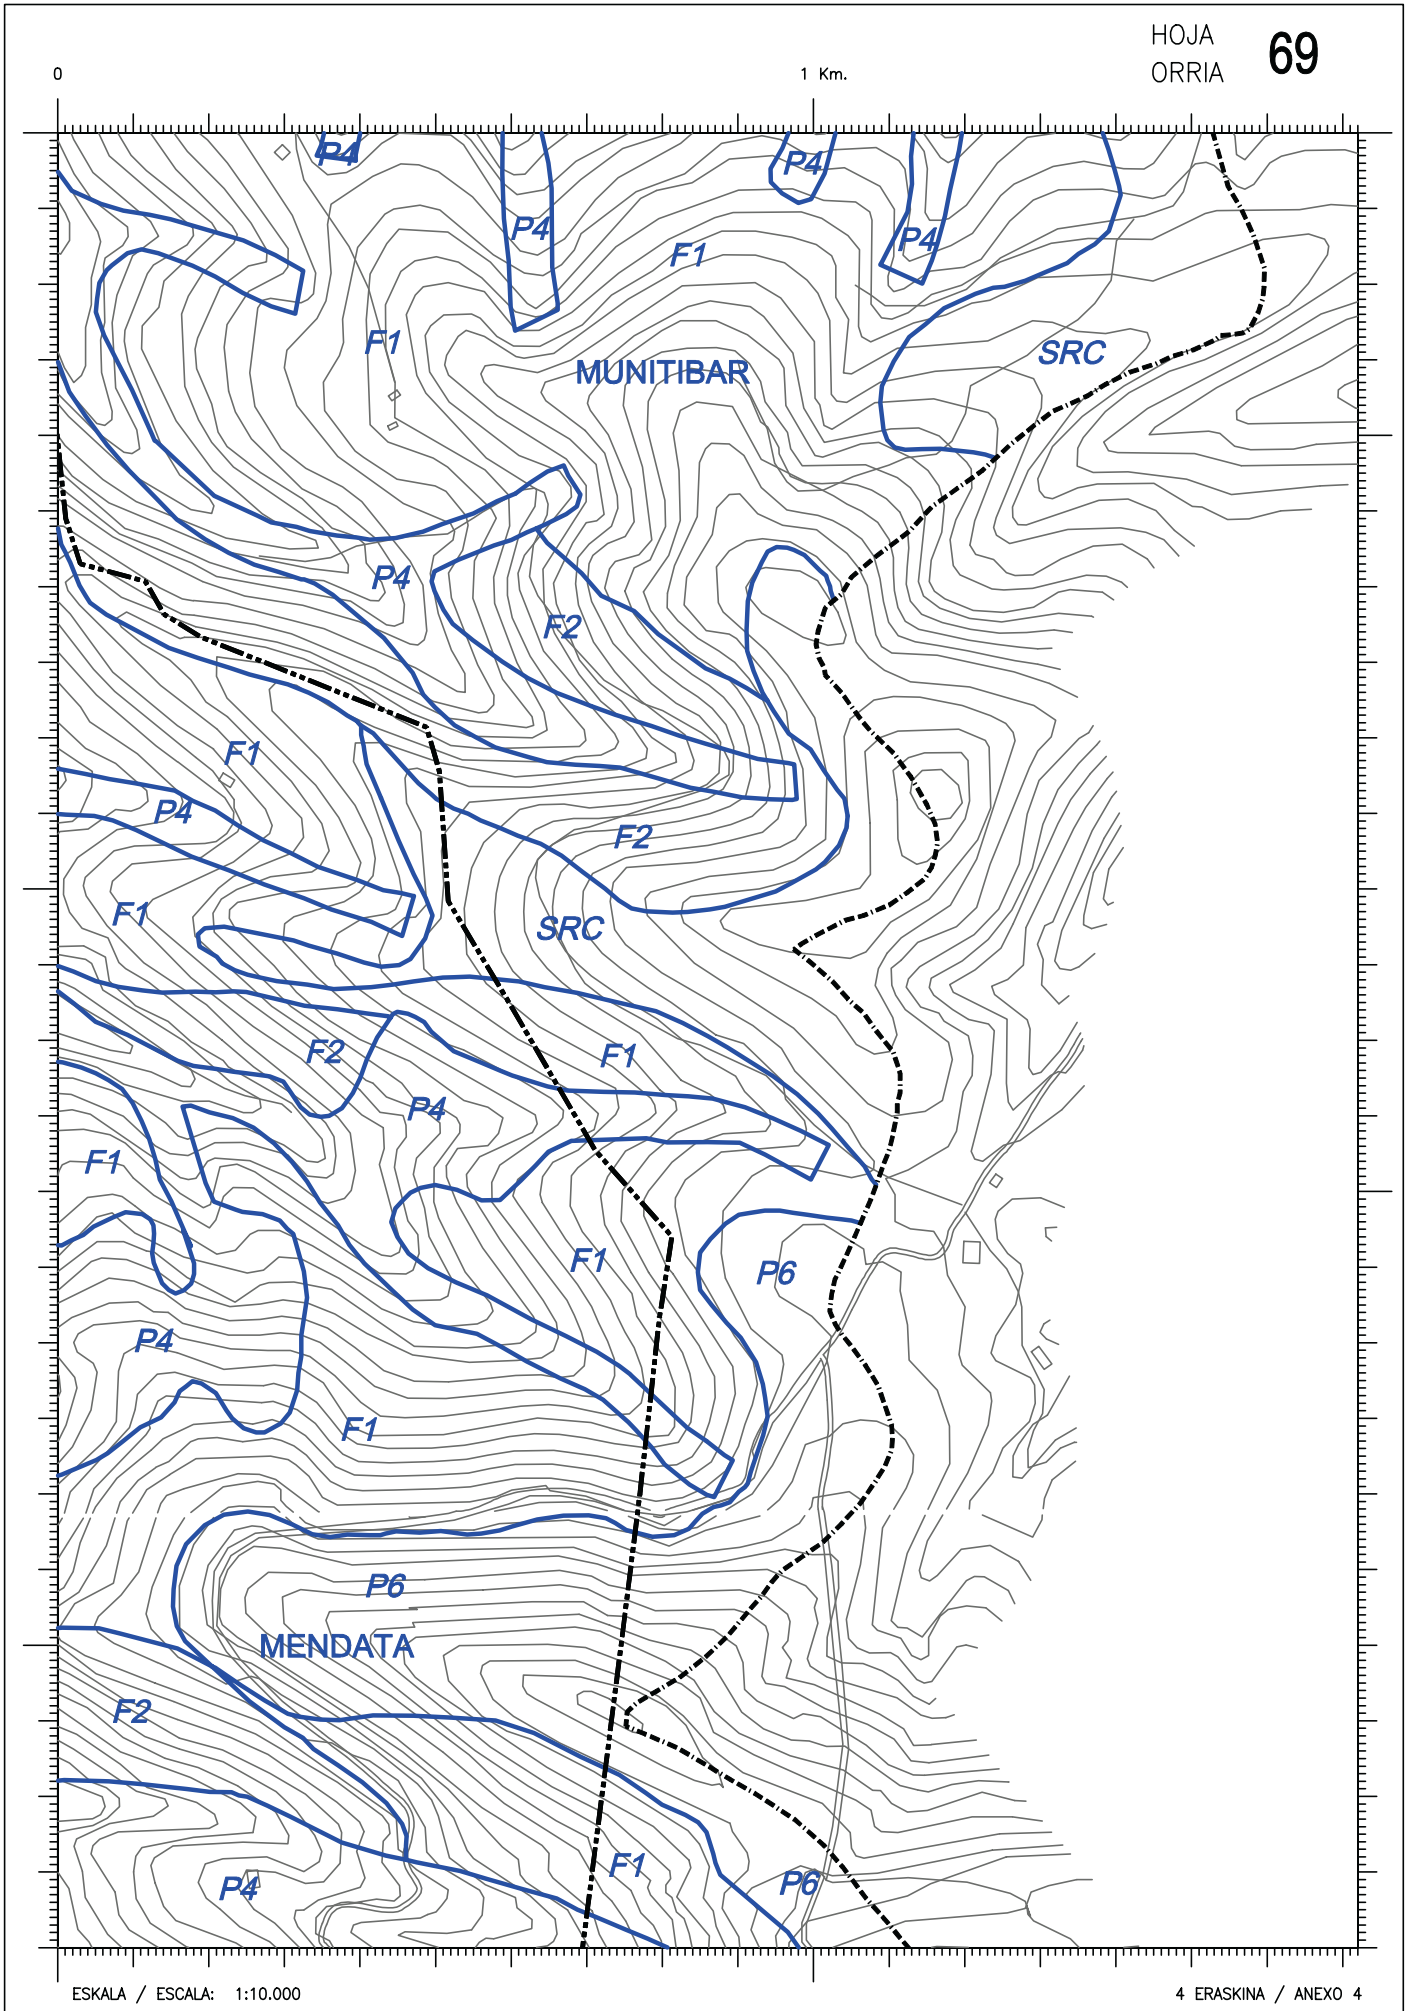 HOJA
ORRIA
69
0
1 Km.
P4
P4
P4
P4
F1
F1
MUNITIBAR
SRC
P4
F2
F1
P4
F2
F1
SRC
F2
F1
P4
F1
F1
P6
P4
F1
P6
MENDATA
F2
F1
P4
P6
ESKALA / ESCALA: 1:10.000
4 ERASKINA / ANEXO 4